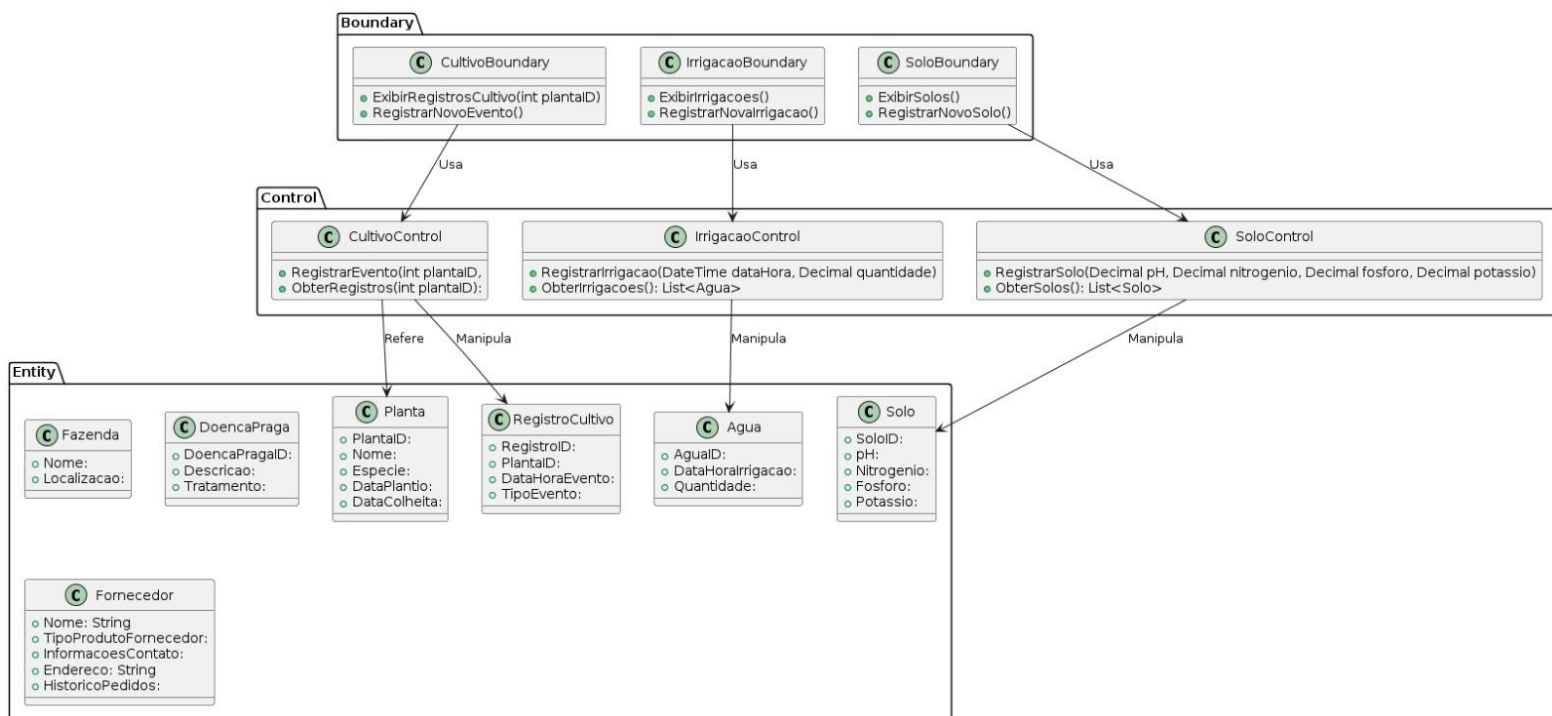 Boundary
CultivoBoundary
ExibirRegistrosCultivo(int plantaID)
RegistrarNovoEvento()
IrrigacaoBoundary
ExibirIrrigacoes()
RegistrarNovaIrrigacao()
SoloBoundary
ExibirSolos()
RegistrarNovoSolo()
Usa
Usa
Usa
Control
CultivoControl
RegistrarEvento(int plantaID,
ObterRegistros(int plantaID):
IrrigacaoControl
RegistrarIrrigacao(DateTime dataHora, Decimal quantidade)
ObterIrrigacoes(): List<Agua>
SoloControl
RegistrarSolo(Decimal pH, Decimal nitrogenio, Decimal fosforo, Decimal potassio)
ObterSolos(): List<Solo>
Refere
Manipula
Manipula
Manipula
Entity
Fazenda
Nome:
Localizacao:
DoencaPraga
DoencaPragaID:
Descricao:
Tratamento:
Planta
PlantaID:
Nome:
Especie:
DataPlantio:
DataColheita:
RegistroCultivo
RegistroID:
PlantaID:
DataHoraEvento:
TipoEvento:
Agua
AguaID:
DataHoraIrrigacao:
Quantidade:
Solo
SoloID:
pH:
Nitrogenio:
Fosforo:
Potassio:
Fornecedor
Nome: String
TipoProdutoFornecedor:
InformacoesContato:
Endereco: String
HistoricoPedidos: